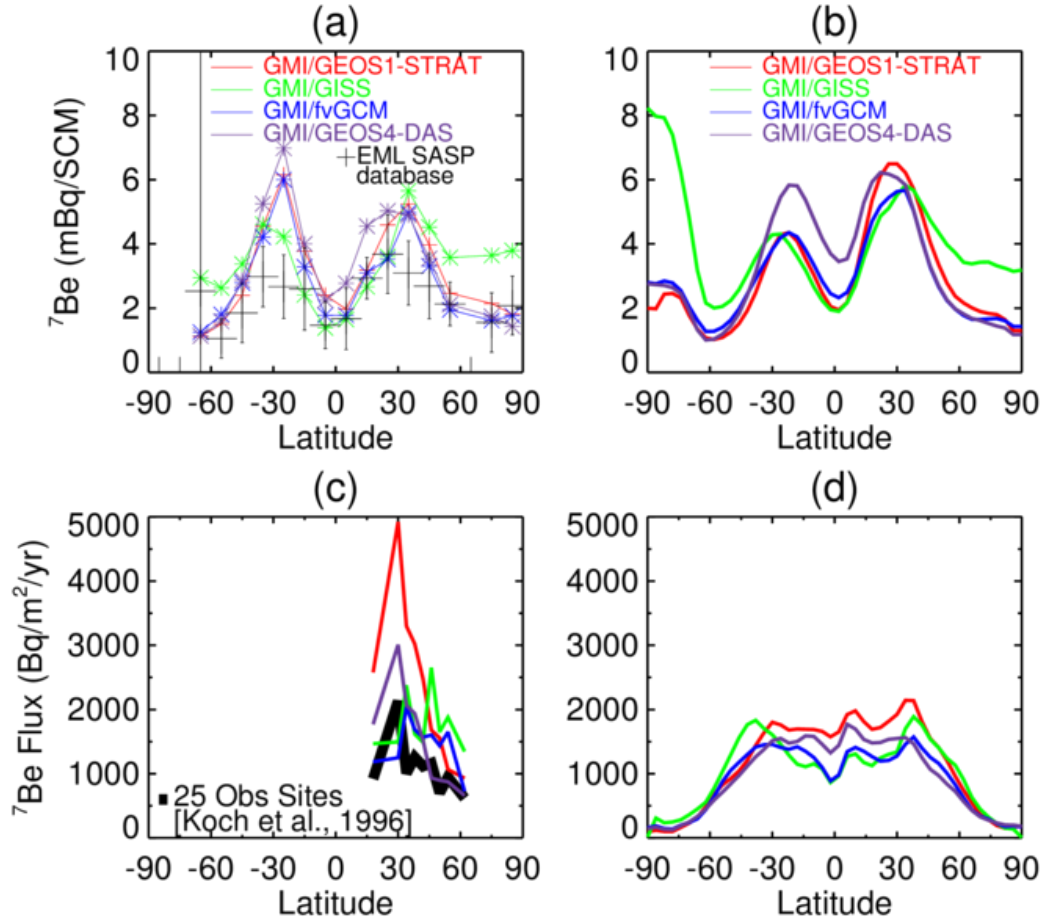 (a)
10
8
6
4
2
0
⁷Be (mBq/SCM)
GMI/GEOS1-STRAT
GMI/GISS
GMI/fvGCM
GMI/GEOS4-DAS
EML SASP
database
-90 -60 -30 0 30 60 90
Latitude
(b)
10
8
6
4
2
0
GMI/GEOS1-STRAT
GMI/GISS
GMI/fvGCM
GMI/GEOS4-DAS
-90 -60 -30 0 30 60 90
Latitude
(c)
5000
4000
3000
2000
1000
0
⁷Be Flux (Bq/m²/yr)
25 Obs Sites
[Koch et al., 1996]
-90 -60 -30 0 30 60 90
Latitude
(d)
5000
4000
3000
2000
1000
0
-90 -60 -30 0 30 60 90
Latitude